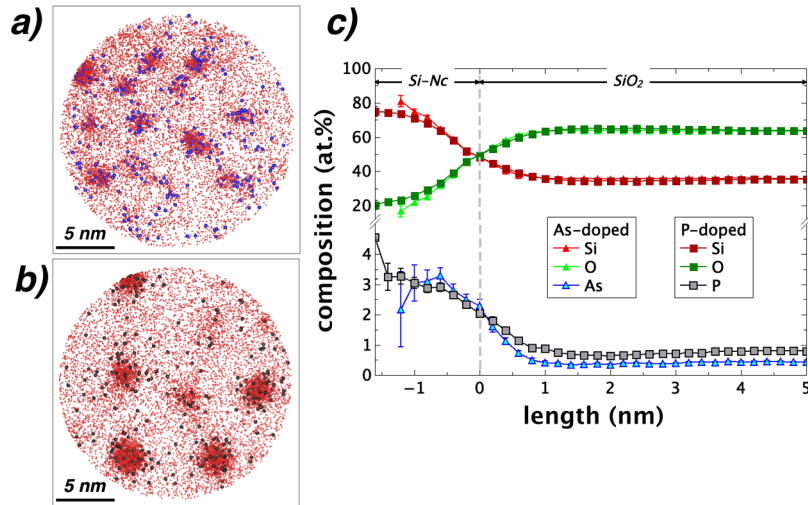 a)
5 nm
b)
5 nm
c)
Si-Nc
SiO2
100
80
60
40
20
4
3
2
1
0
composition (at.%)
As-doped
Si
O
As
P-doped
Si
O
P
−1 0 1 2 3 4 5
length (nm)